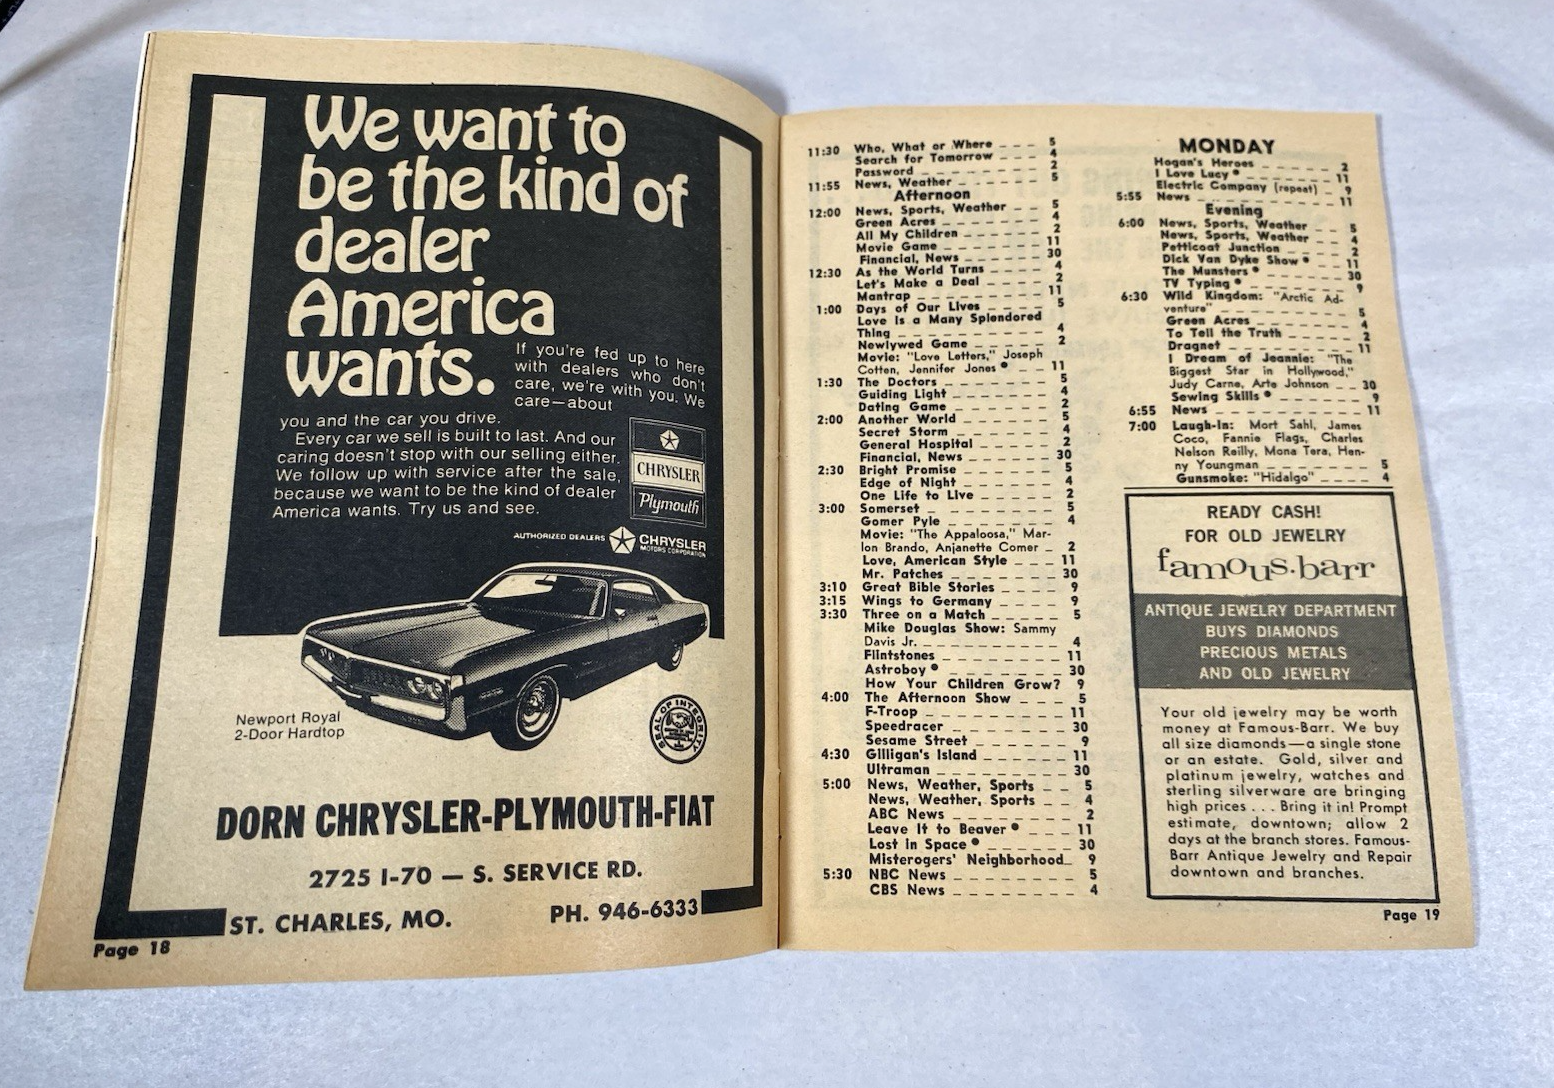 We want to
be the kind of
dealer
America
wants.
If you're fed up to here
with dealers who don't
care, we're with you. We
care—about
you and the car you drive.
Every car we sell is built to last. And our
caring doesn't stop with our selling either.
We follow up with service after the sale,
because we want to be the kind of dealer
America wants. Try us and see.
CHRYSLER
Plymouth
AUTHORIZED DEALERS CHRYSLER
MOTORS CORPORATION
Newport Royal
2-Door Hardtop
SEAL OF INTEGRITY
DORN CHRYSLER-PLYMOUTH-FIAT
2725 I-70 — S. SERVICE RD.
ST. CHARLES, MO. PH. 946-6333
Page 18
11:30 Who, What or Where _ _ _ 5
Search for Tomorrow _ _ _ 4
Password _ _ _ 2
11:55 News, Weather _ _ _ 5
Afternoon
12:00 News, Sports, Weather _ _ _ 5
Green Acres _ _ _ 4
All My Children _ _ _ 2
Movie Game _ _ _ 11
Financial, News _ _ _ 30
12:30 As the World Turns _ _ _ 4
Let's Make a Deal _ _ _ 2
Mantrap _ _ _ 11
1:00 Days of Our Lives _ _ _ 5
Love Is a Many Splendored
Thing _ _ _ 4
Newlywed Game _ _ _ 2
Movie: "Love Letters," Joseph
Cotten, Jennifer Jones • _ _ _ 11
1:30 The Doctors _ _ _ 5
Guiding Light _ _ _ 4
Dating Game _ _ _ 2
2:00 Another World _ _ _ 5
Secret Storm _ _ _ 4
General Hospital _ _ _ 2
Financial, News _ _ _ 30
2:30 Bright Promise _ _ _ 5
Edge of Night _ _ _ 4
One Life to Live _ _ _ 2
3:00 Somerset _ _ _ 5
Gomer Pyle _ _ _ 4
Movie: "The Appaloosa," Mar-
lon Brando, Anjanette Comer _ 2
Love, American Style _ _ _ 11
Mr. Patches _ _ _ 30
3:10 Great Bible Stories _ _ _ 9
3:15 Wings to Germany _ _ _ 9
3:30 Three on a Match _ _ _ 5
Mike Douglas Show: Sammy
Davis Jr. _ _ _ 4
Flintstones _ _ _ 11
Astroboy • _ _ _ 30
How Your Children Grow? 9
4:00 The Afternoon Show _ _ _ 5
F-Troop _ _ _ 11
Speedracer _ _ _ 30
Sesame Street _ _ _ 9
4:30 Gilligan's Island _ _ _ 11
Ultraman _ _ _ 30
5:00 News, Weather, Sports _ _ 5
News, Weather, Sports _ _ 4
ABC News _ _ _ 2
Leave It to Beaver • _ _ _ 11
Lost in Space • _ _ _ 30
Misterogers' Neighborhood_ 9
5:30 NBC News _ _ _ 5
CBS News _ _ _ 4
MONDAY
Hogan's Heroes _ _ _ 2
I Love Lucy • _ _ _ 11
Electric Company (repeat) _ 9
5:55 News _ _ _ 11
Evening
6:00 News, Sports, Weather _ _ 5
News, Sports, Weather _ _ 4
Petticoat Junction _ _ _ 2
Dick Van Dyke Show • _ _ 11
The Munsters • _ _ _ 30
TV Typing • _ _ _ 9
6:30 Wild Kingdom: "Arctic Ad-
venture" _ _ _ 5
Green Acres _ _ _ 4
To Tell the Truth _ _ _ 2
Dragnet _ _ _ 11
I Dream of Jeannie: "The
Biggest Star in Hollywood,"
Judy Carne, Arte Johnson _ _ 30
Sewing Skills • _ _ _ 9
6:55 News _ _ _ 11
7:00 Laugh-In: Mort Sahl, James
Coco, Fannie Flags, Charles
Nelson Reilly, Mona Tera, Hen-
ny Youngman _ _ _ 5
Gunsmoke: "Hidalgo" _ _ _ 4
READY CASH!
FOR OLD JEWELRY
famous·barr
ANTIQUE JEWELRY DEPARTMENT
BUYS DIAMONDS
PRECIOUS METALS
AND OLD JEWELRY
Your old jewelry may be worth
money at Famous-Barr. We buy
all size diamonds—a single stone
or an estate. Gold, silver and
platinum jewelry, watches and
sterling silverware are bringing
high prices . . . Bring it in! Prompt
estimate, downtown; allow 2
days at the branch stores. Famous-
Barr Antique Jewelry and Repair
downtown and branches.
Page 19